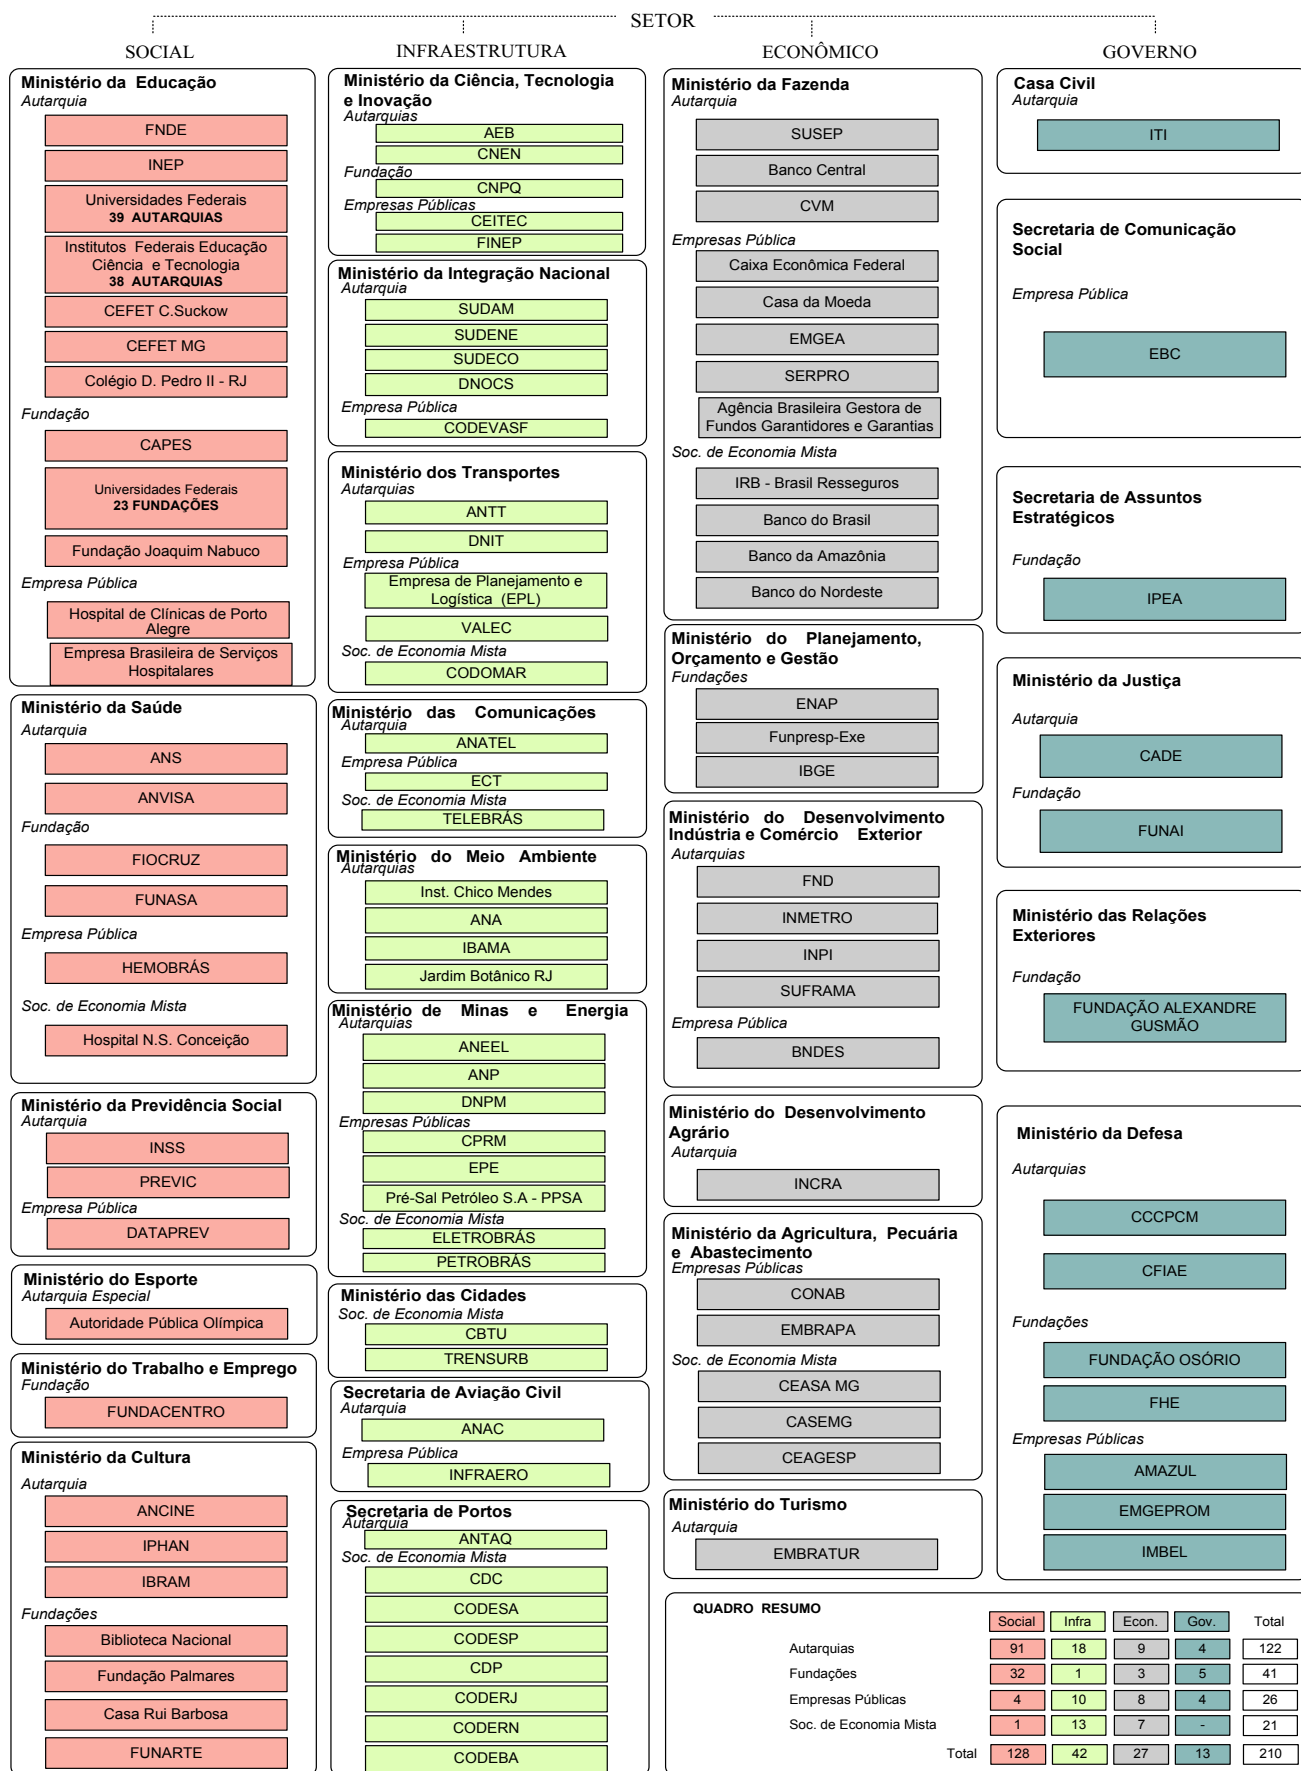 SETOR
SOCIAL
Ministério da Educação
Autarquia
FNDE
INEP
Universidades Federais
39 AUTARQUIAS
Institutos Federais Educação
Ciência e Tecnologia
38 AUTARQUIAS
CEFET C.Suckow
CEFET MG
Colégio D. Pedro II - RJ
Fundação
CAPES
Universidades Federais
23 FUNDAÇÕES
Fundação Joaquim Nabuco
Empresa Pública
Hospital de Clínicas de Porto
Alegre
Empresa Brasileira de Serviços
Hospitalares
Ministério da Saúde
Autarquia
ANS
ANVISA
Fundação
FIOCRUZ
FUNASA
Empresa Pública
HEMOBRÁS
Soc. de Economia Mista
Hospital N.S. Conceição
Ministério da Previdência Social
Autarquia
INSS
PREVIC
Empresa Pública
DATAPREV
Ministério do Esporte
Autarquia Especial
Autoridade Pública Olímpica
Ministério do Trabalho e Emprego
Fundação
FUNDACENTRO
Ministério da Cultura
Autarquia
ANCINE
IPHAN
IBRAM
Fundações
Biblioteca Nacional
Fundação Palmares
Casa Rui Barbosa
FUNARTE
INFRAESTRUTURA
Ministério da Ciência, Tecnologia
e Inovação
Autarquias
AEB
CNEN
Fundação
CNPQ
Empresas Públicas
CEITEC
FINEP
Ministério da Integração Nacional
Autarquia
SUDAM
SUDENE
SUDECO
DNOCS
Empresa Pública
CODEVASF
Ministério dos Transportes
Autarquias
ANTT
DNIT
Empresa Pública
Empresa de Planejamento e
Logística (EPL)
VALEC
Soc. de Economia Mista
CODOMAR
Ministério das Comunicações
Autarquia
ANATEL
Empresa Pública
ECT
Soc. de Economia Mista
TELEBRÁS
Ministério do Meio Ambiente
Autarquias
Inst. Chico Mendes
ANA
IBAMA
Jardim Botânico RJ
Ministério de Minas e Energia
Autarquias
ANEEL
ANP
DNPM
Empresas Públicas
CPRM
EPE
Pré-Sal Petróleo S.A - PPSA
Soc. de Economia Mista
ELETROBRÁS
PETROBRÁS
Ministério das Cidades
Soc. de Economia Mista
CBTU
TRENSURB
Secretaria de Aviação Civil
Autarquia
ANAC
Empresa Pública
INFRAERO
Secretaria de Portos
Autarquia
ANTAQ
Soc. de Economia Mista
CDC
CODESA
CODESP
CDP
CODERJ
CODERN
CODEBA
ECONÔMICO
Ministério da Fazenda
Autarquia
SUSEP
Banco Central
CVM
Empresas Pública
Caixa Econômica Federal
Casa da Moeda
EMGEA
SERPRO
Agência Brasileira Gestora de
Fundos Garantidores e Garantias
Soc. de Economia Mista
IRB - Brasil Resseguros
Banco do Brasil
Banco da Amazônia
Banco do Nordeste
Ministério do Planejamento,
Orçamento e Gestão
Fundações
ENAP
Funpresp-Exe
IBGE
Ministério do Desenvolvimento
Indústria e Comércio Exterior
Autarquias
FND
INMETRO
INPI
SUFRAMA
Empresa Pública
BNDES
Ministério do Desenvolvimento
Agrário
Autarquia
INCRA
Ministério da Agricultura, Pecuária
e Abastecimento
Empresas Públicas
CONAB
EMBRAPA
Soc. de Economia Mista
CEASA MG
CASEMG
CEAGESP
Ministério do Turismo
Autarquia
EMBRATUR
GOVERNO
Casa Civil
Autarquia
ITI
Secretaria de Comunicação
Social
Empresa Pública
EBC
Secretaria de Assuntos
Estratégicos
Fundação
IPEA
Ministério da Justiça
Autarquia
CADE
Fundação
FUNAI
Ministério das Relações
Exteriores
Fundação
FUNDAÇÃO ALEXANDRE
GUSMÃO
Ministério da Defesa
Autarquias
CCCPCM
CFIAE
Fundações
FUNDAÇÃO OSÓRIO
FHE
Empresas Públicas
AMAZUL
EMGEPROM
IMBEL
QUADRO RESUMO
Social Infra Econ. Gov. Total
Autarquias 91 18 9 4 122
Fundações 32 1 3 5 41
Empresas Públicas 4 10 8 4 26
Soc. de Economia Mista 1 13 7 - 21
Total 128 42 27 13 210